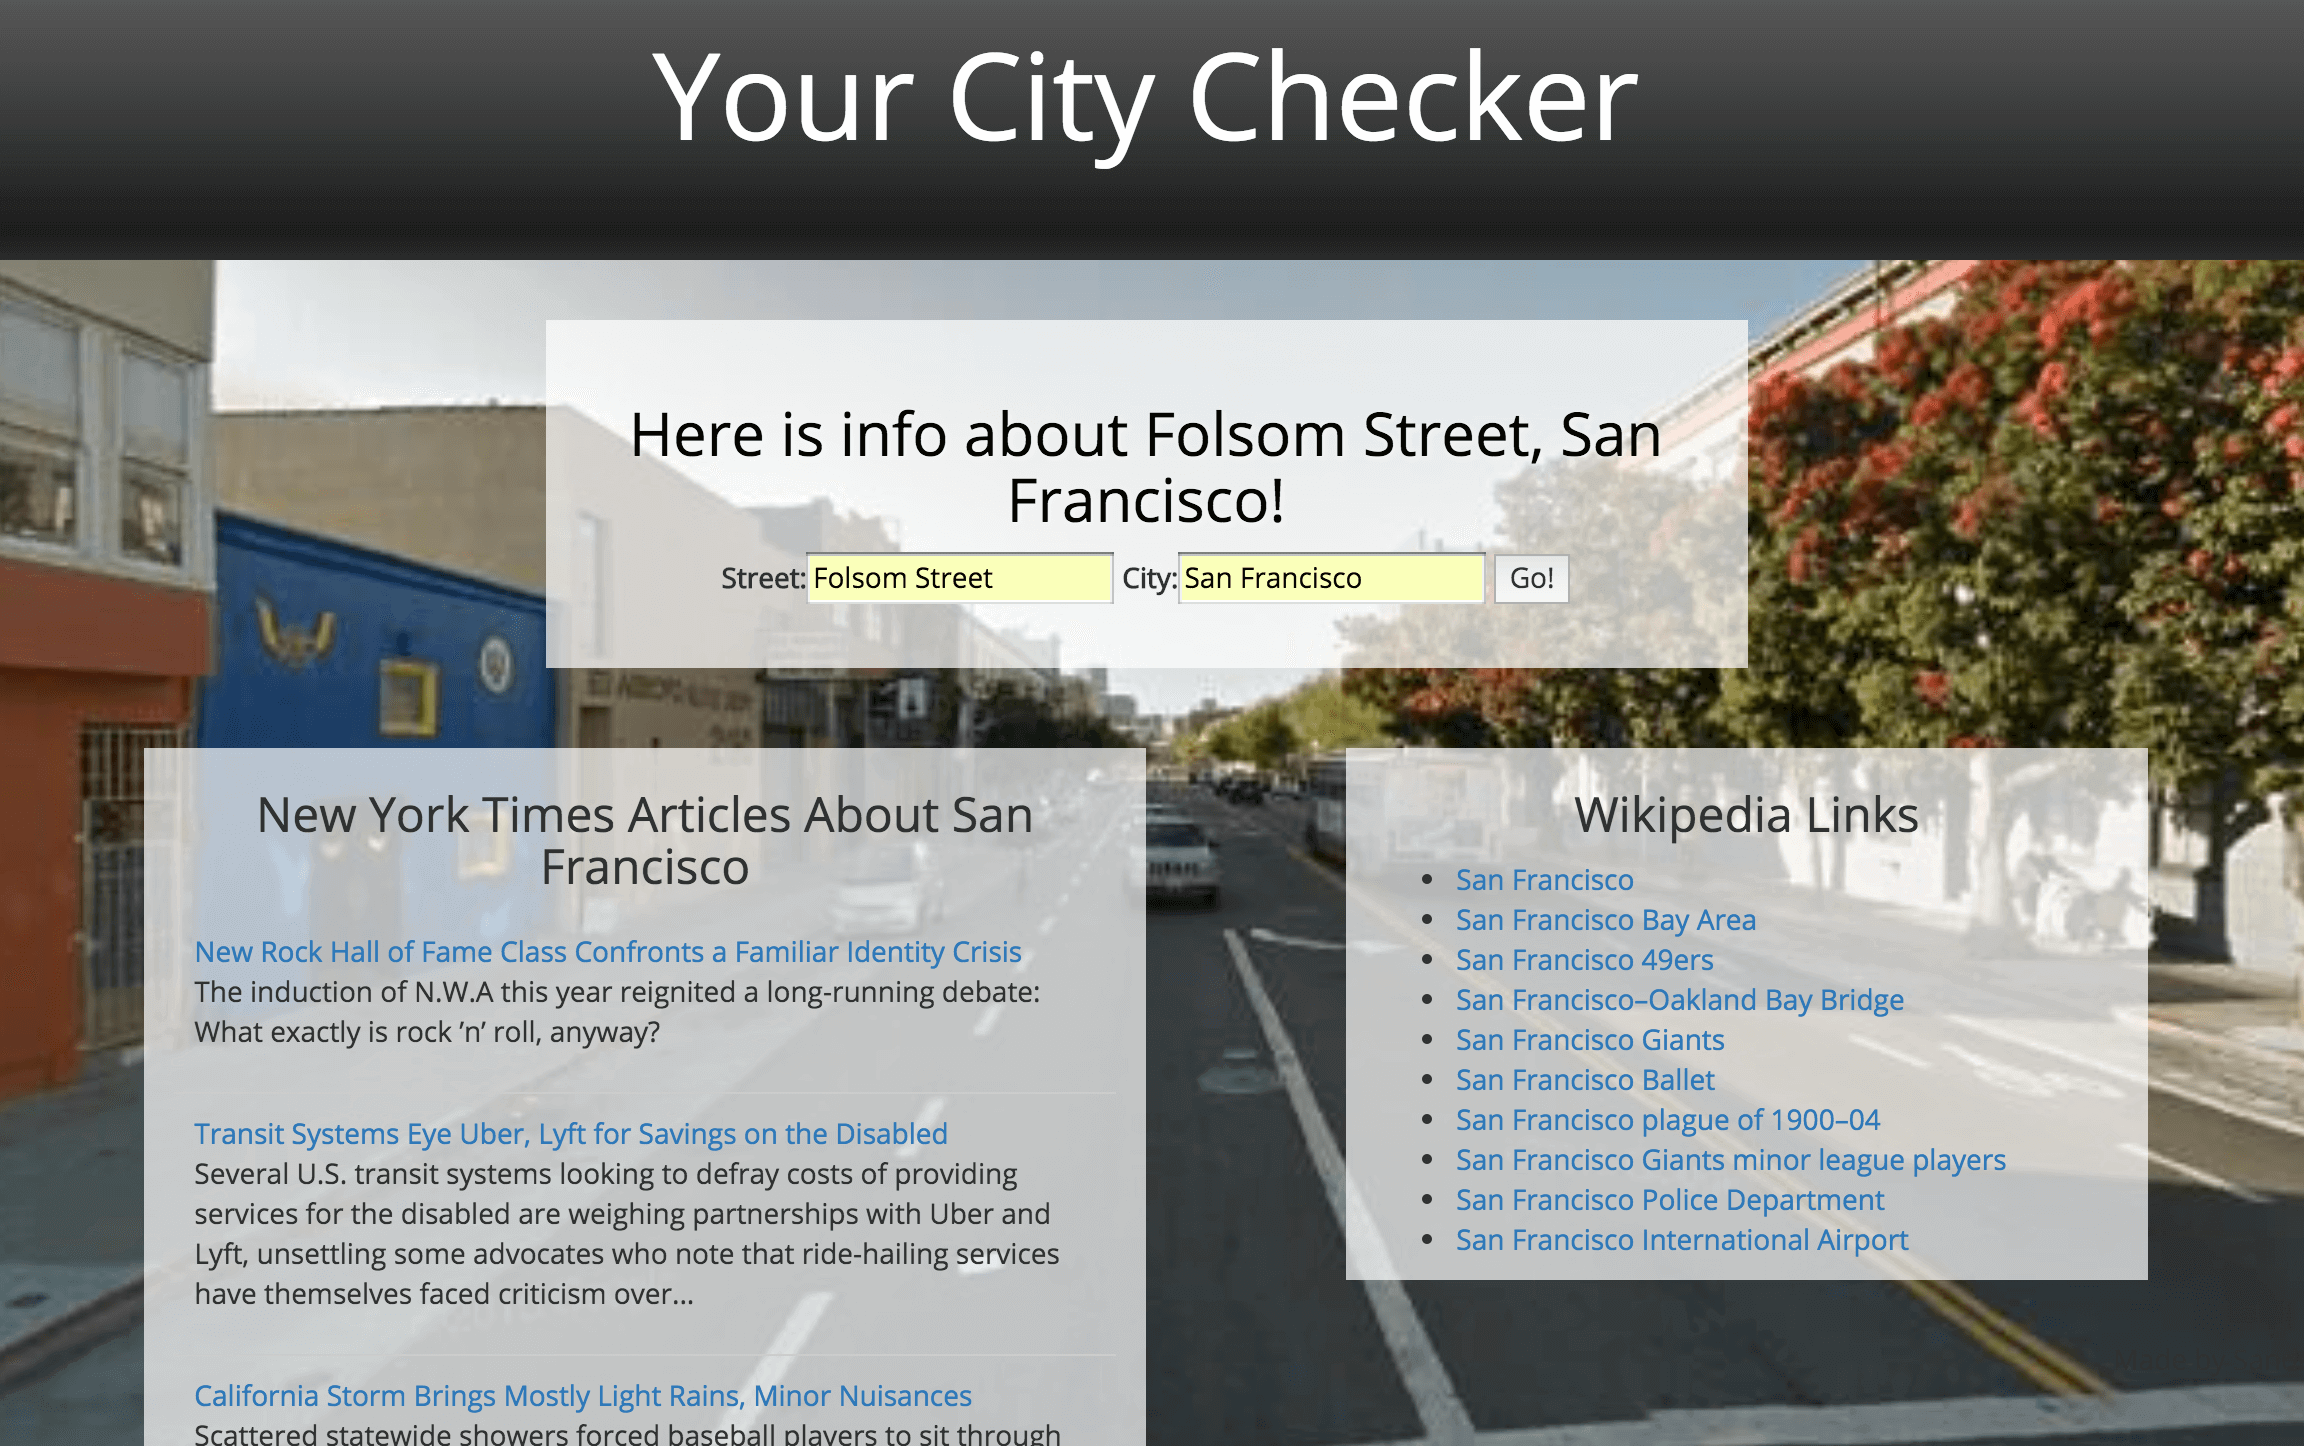 Your City Checker
Here is info about Folsom Street, San
Francisco!
Street: Folsom Street City: San Francisco Go!
New York Times Articles About San
Francisco
New Rock Hall of Fame Class Confronts a Familiar Identity Crisis
The induction of N.W.A this year reignited a long-running debate:
What exactly is rock ’n’ roll, anyway?
Transit Systems Eye Uber, Lyft for Savings on the Disabled
Several U.S. transit systems looking to defray costs of providing
services for the disabled are weighing partnerships with Uber and
Lyft, unsettling some advocates who note that ride-hailing services
have themselves faced criticism over...
California Storm Brings Mostly Light Rains, Minor Nuisances
Scattered statewide showers forced baseball players to sit through
Wikipedia Links
San Francisco
San Francisco Bay Area
San Francisco 49ers
San Francisco–Oakland Bay Bridge
San Francisco Giants
San Francisco Ballet
San Francisco plague of 1900–04
San Francisco Giants minor league players
San Francisco Police Department
San Francisco International Airport